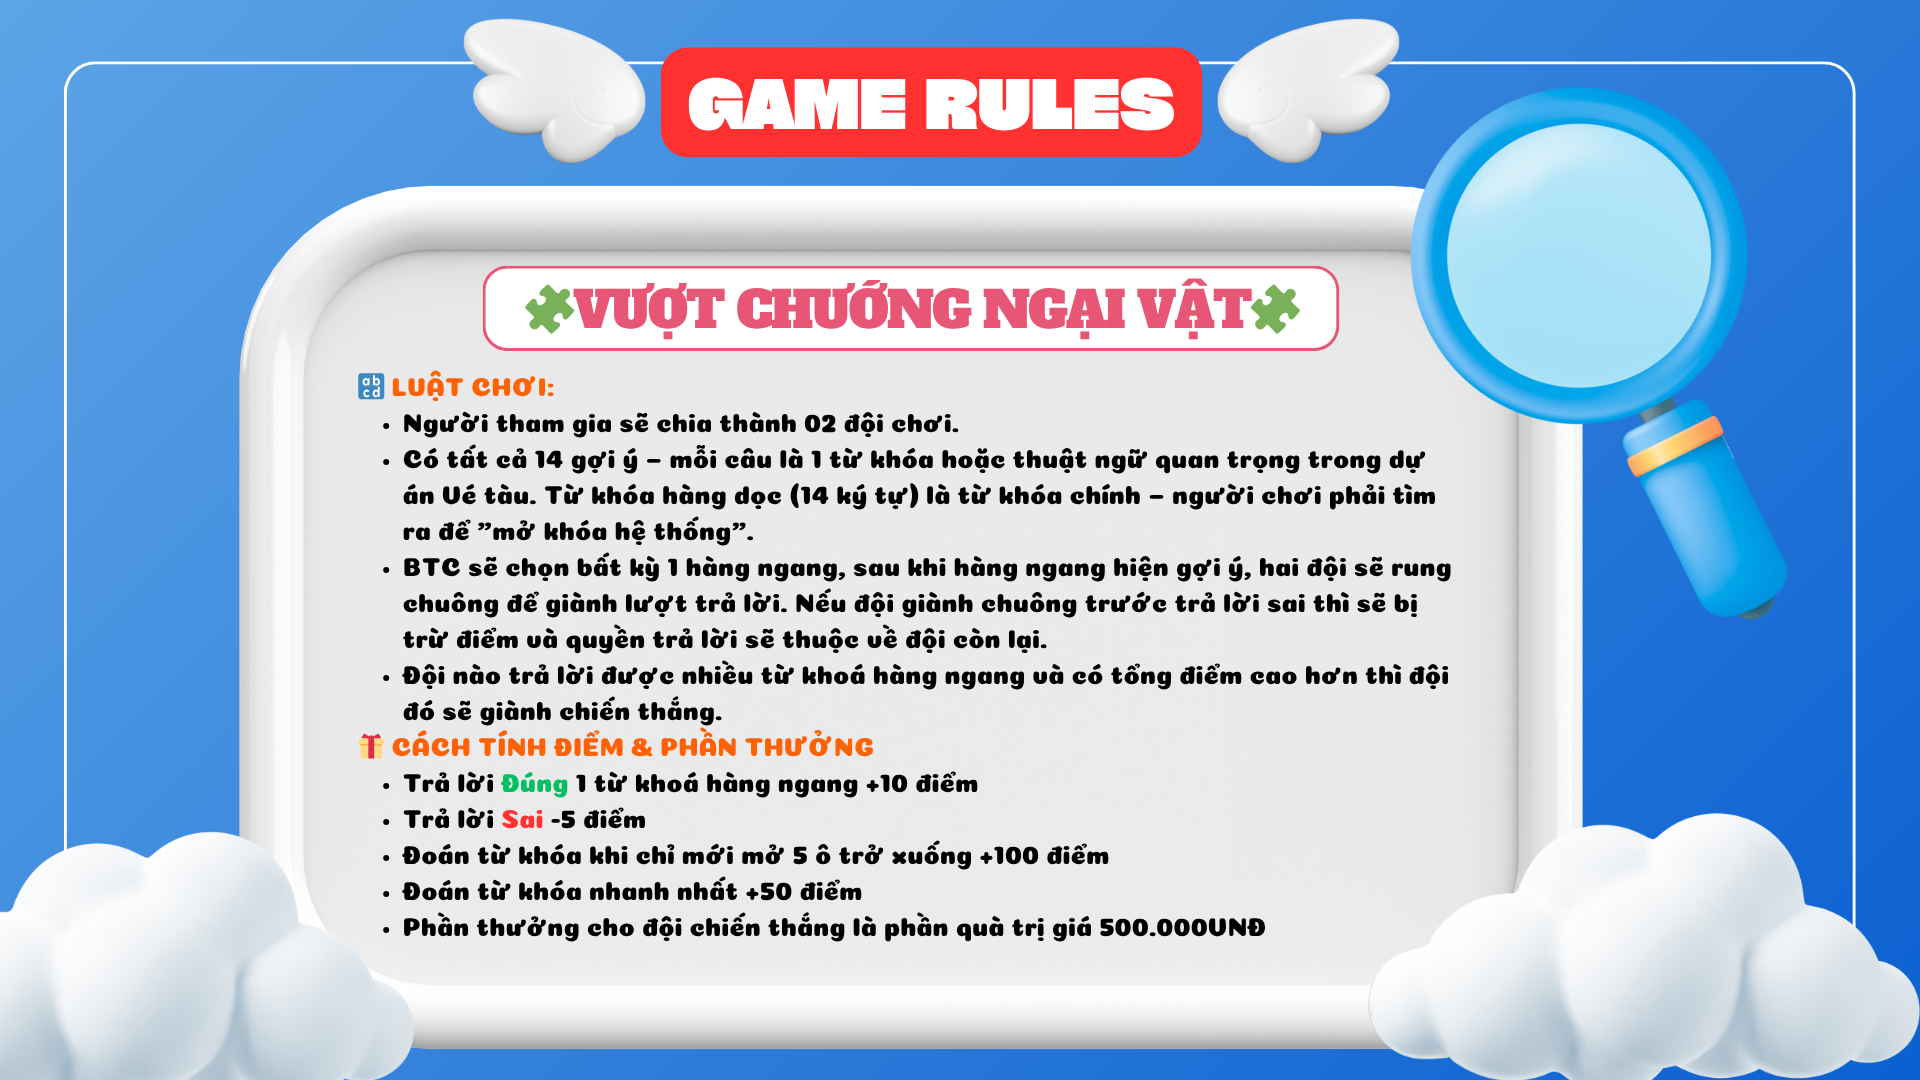 GAME RULES
VƯỢT CHƯỚNG NGẠI VẬT
LUẬT CHƠI:
Người tham gia sẽ chia thành 02 đội chơi.
Có tất cả 14 gợi ý – mỗi câu là 1 từ khóa hoặc thuật ngữ quan trọng trong dự
án Vé tàu. Từ khóa hàng dọc (14 ký tự) là từ khóa chính – người chơi phải tìm
ra để ”mở khóa hệ thống”.
BTC sẽ chọn bất kỳ 1 hàng ngang, sau khi hàng ngang hiện gợi ý, hai đội sẽ rung
chuông để giành lượt trả lời. Nếu đội giành chuông trước trả lời sai thì sẽ bị
trừ điểm và quyền trả lời sẽ thuộc về đội còn lại.
Đội nào trả lời được nhiều từ khoá hàng ngang và có tổng điểm cao hơn thì đội
đó sẽ giành chiến thắng.
CÁCH TÍNH ĐIỂM & PHẦN THƯỞNG
Trả lời Đúng 1 từ khoá hàng ngang +10 điểm
Trả lời Sai -5 điểm
Đoán từ khóa khi chỉ mới mở 5 ô trở xuống +100 điểm
Đoán từ khóa nhanh nhất +50 điểm
Phần thưởng cho đội chiến thắng là phần quà trị giá 500.000VNĐ